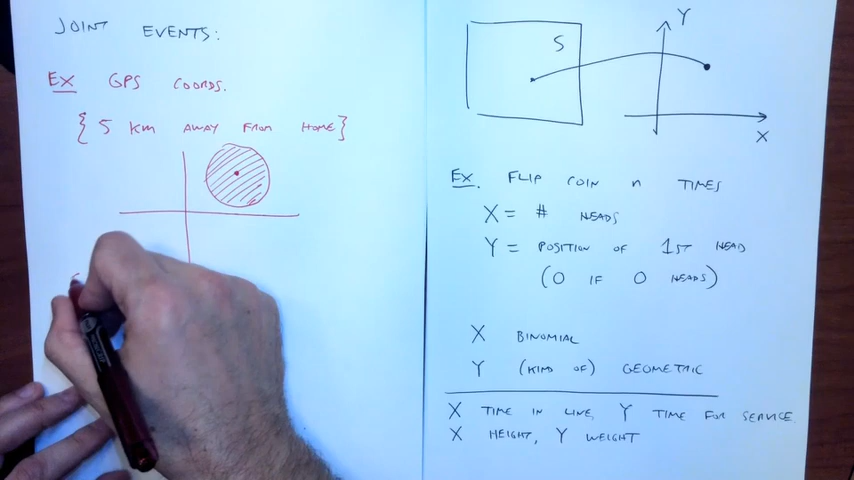 JOINT EVENTS:
EX GPS COORDS.
{5 KM AWAY FROM HOME}
Y
S
X
EX. FLIP COIN n TIMES
X = # HEADS
Y = POSITION OF 1ST HEAD
(0 IF 0 HEADS)
X BINOMIAL
Y (KIND OF) GEOMETRIC
X TIME IN LINE, Y TIME FOR SERVICE
X HEIGHT, Y WEIGHT